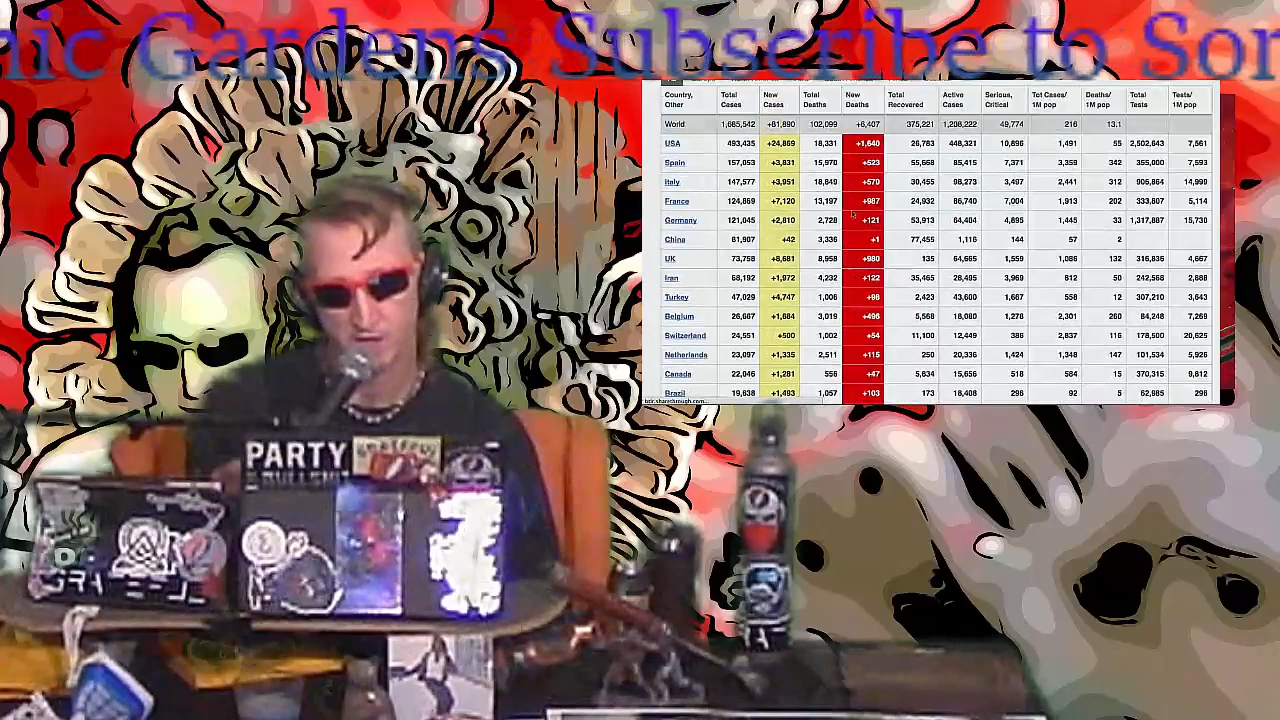 nic Gardens Subscribe to Son
Country, Other Total Cases New Cases Total Deaths New Deaths Total Recovered Active Cases Serious, Critical Tot Cases/ 1M pop Deaths/ 1M pop Total Tests Tests/ 1M pop
World 1,685,542 +81,890 102,099 +6,407 375,221 1,208,222 49,774 216 13.1
USA 493,435 +24,869 18,331 +1,640 26,783 448,321 10,896 1,491 55 2,502,643 7,561
Spain 157,053 +3,831 15,970 +523 55,668 85,415 7,371 3,359 342 355,000 7,593
Italy 147,577 +3,951 18,849 +570 30,455 98,273 3,497 2,441 312 905,864 14,999
France 124,869 +7,120 13,197 +987 24,932 86,740 7,004 1,913 202 333,807 5,114
Germany 121,045 +2,810 2,728 +121 53,913 64,404 4,895 1,445 33 1,317,887 15,730
China 81,907 +42 3,336 +1 77,455 1,116 144 57 2
UK 73,758 +8,681 8,958 +980 135 64,665 1,559 1,086 132 316,836 4,667
Iran 68,192 +1,972 4,232 +122 35,465 28,495 3,969 812 50 242,568 2,888
Turkey 47,029 +4,747 1,006 +98 2,423 43,600 1,667 558 12 307,210 3,643
Belgium 26,667 +1,684 3,019 +496 5,568 18,080 1,278 2,301 260 84,248 7,269
Switzerland 24,551 +500 1,002 +54 11,100 12,449 386 2,837 116 178,500 20,625
Netherlands 23,097 +1,335 2,511 +115 250 20,336 1,424 1,348 147 101,534 5,926
Canada 22,046 +1,281 556 +47 5,834 15,656 518 584 15 370,315 9,812
Brazil 19,638 +1,493 1,057 +103 173 18,408 296 92 5 62,985 296
PARTY
& BULLSHIT